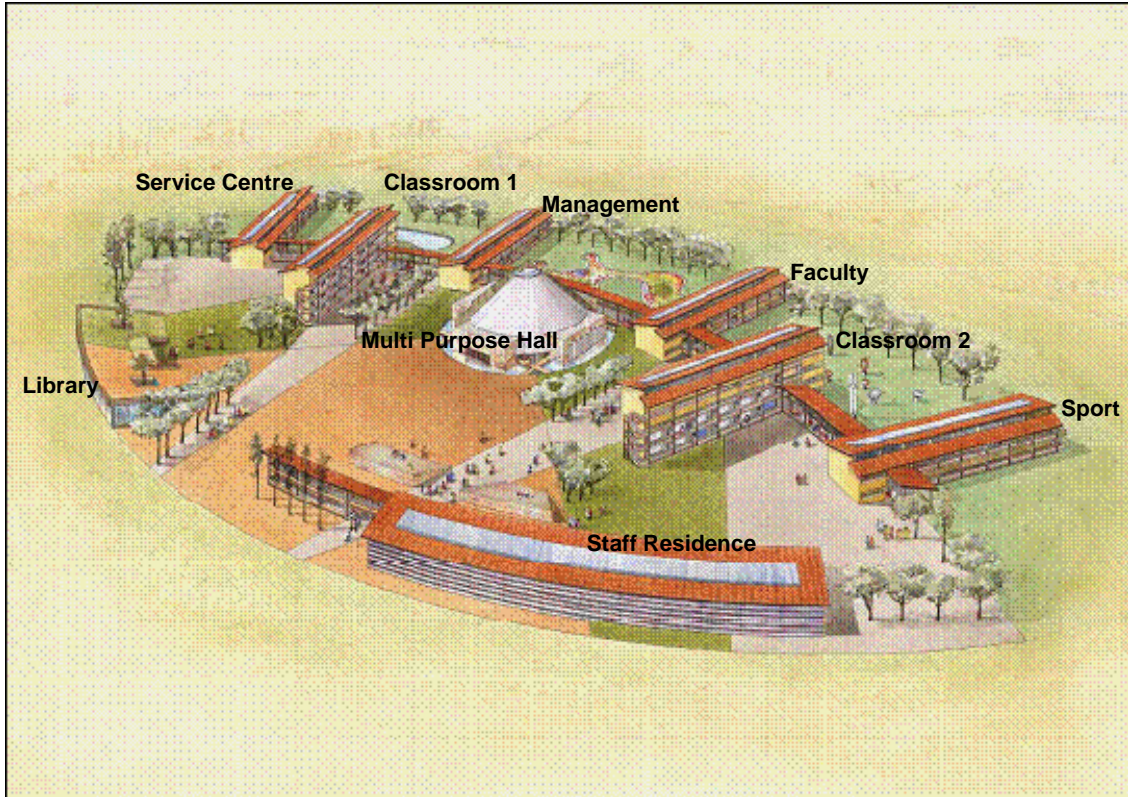 Service Centre
Classroom 1
Management
Faculty
Multi Purpose Hall
Classroom 2
Library
Sport
Staff Residence